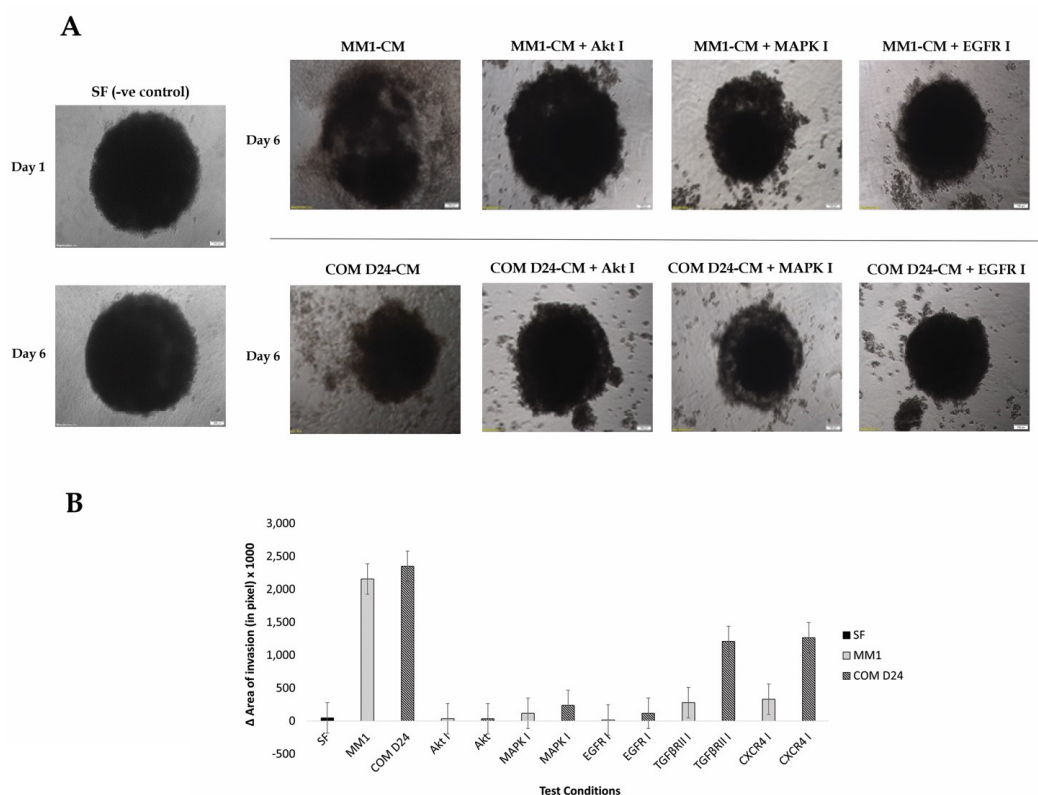 A
MM1-CM
MM1-CM + Akt I
MM1-CM + MAPK I
MM1-CM + EGFR I
SF (-ve control)
Day 1
Day 6
COM D24-CM
COM D24-CM + Akt I
COM D24-CM + MAPK I
COM D24-CM + EGFR I
Day 6
Day 6
B
Δ Area of invasion (in pixel) x 1000
3,000
2,500
2,000
1,500
1,000
500
0
-500
SF
MM1
COM D24
Akt I
Akt
MAPK I
MAPK I
EGFR I
EGFR I
TGFβRII I
TGFβRII I
CXCR4 I
CXCR4 I
Test Conditions
SF
MM1
COM D24